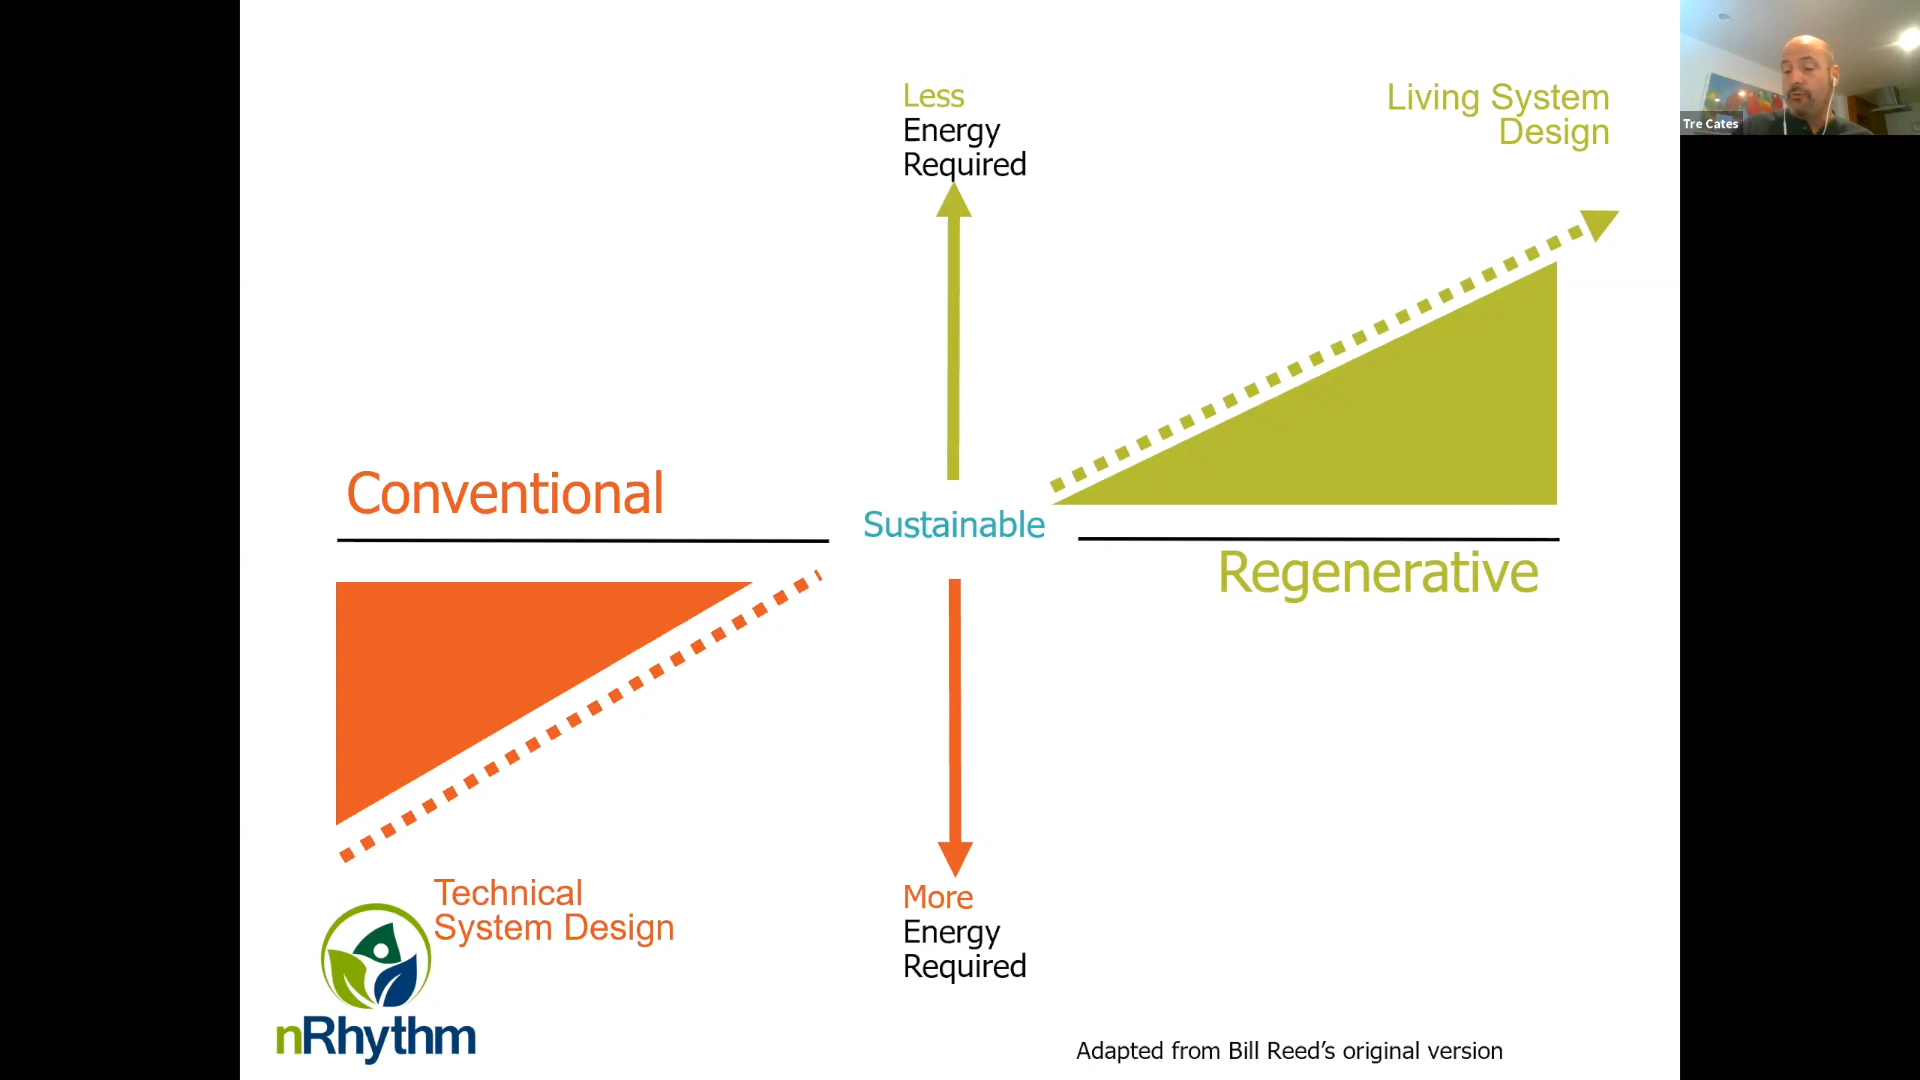 Less
Energy
Required
Living System
Design
Tre Cates
Conventional
Sustainable
Regenerative
Technical
System Design
More
Energy
Required
nRhythm
Adapted from Bill Reed’s original version